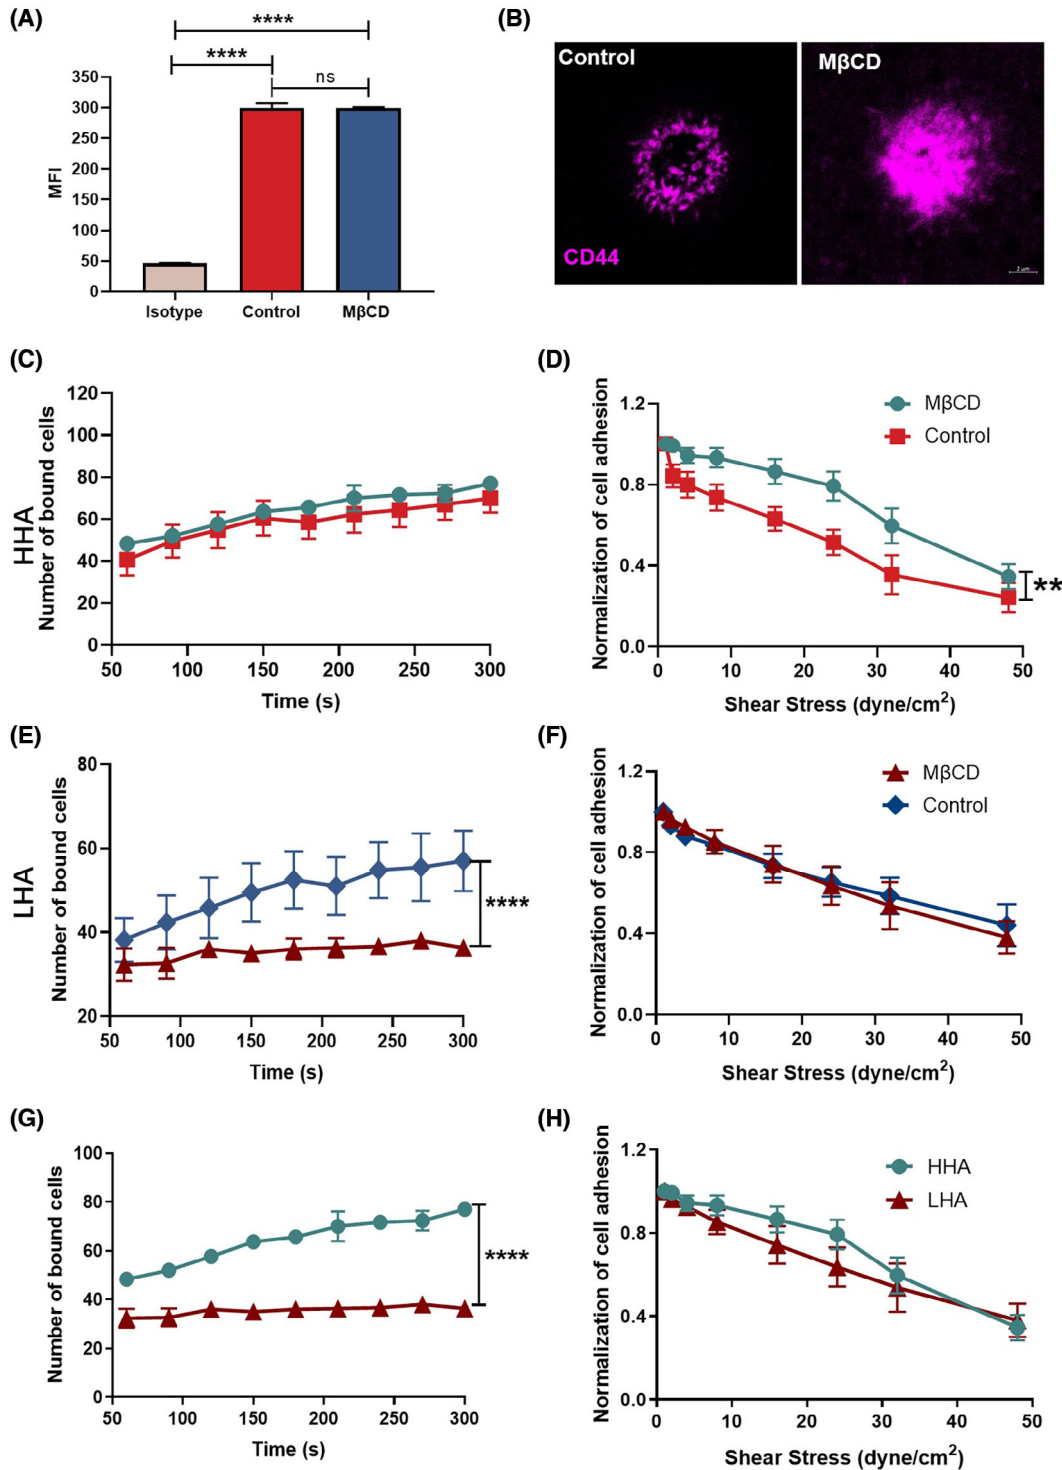 (A)
****
****
ns
350
300
250
200
150
100
50
0
MFI
Isotype
Control
MβCD
(B)
Control
MβCD
CD44
2 μm
(C)
HHA
Number of bound cells
120
100
80
60
40
20
0
50
100
150
200
250
300
Time (s)
(D)
Normalization of cell adhesion
1.2
0.8
0.4
0.0
0
10
20
30
40
50
Shear Stress (dyne/cm²)
MβCD
Control
**
(E)
LHA
Number of bound cells
80
60
40
20
50
100
150
200
250
300
Time (s)
****
(F)
Normalization of cell adhesion
1.2
0.8
0.4
0.0
0
10
20
30
40
50
Shear Stress (dyne/cm²)
MβCD
Control
(G)
Number of bound cells
100
80
60
40
20
0
50
100
150
200
250
300
Time (s)
****
(H)
Normalization of cell adhesion
1.2
0.8
0.4
0.0
0
10
20
30
40
50
Shear Stress (dyne/cm²)
HHA
LHA